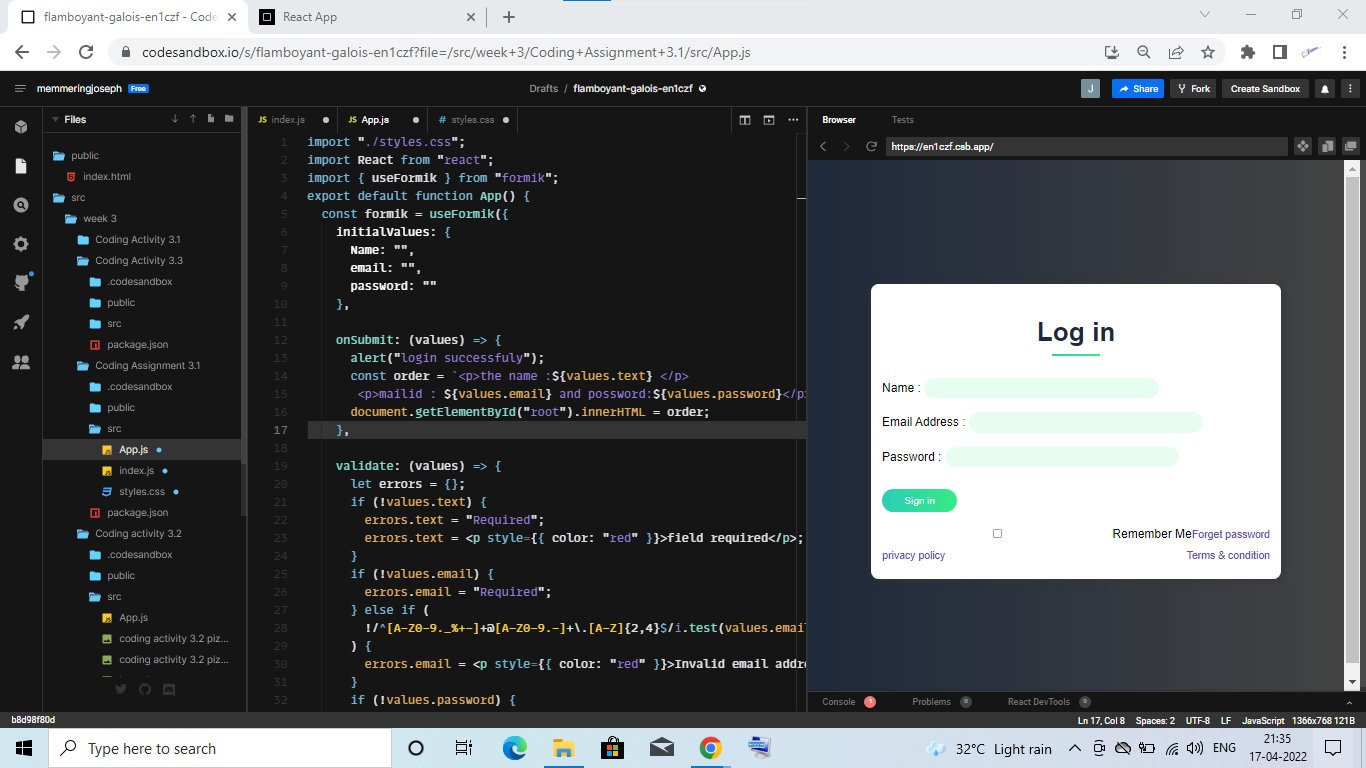 flamboyant-galois-en1czf - Code
React App
codesandbox.io/s/flamboyant-galois-en1czf?file=/src/week+3/Coding+Assignment+3.1/src/App.js
memmeringjoseph Free
Drafts / flamboyant-galois-en1czf
J Share Fork Create Sandbox
Files
public
index.html
src
week 3
Coding Activity 3.1
Coding Activity 3.3
.codesandbox
public
src
package.json
Coding Assignment 3.1
.codesandbox
public
src
App.js
index.js
styles.css
package.json
Coding activity 3.2
.codesandbox
public
src
App.js
coding activity 3.2 piz...
coding activity 3.2 piz...
JS index.js JS App.js # styles.css
1 import "./styles.css";
2 import React from "react";
3 import { useFormik } from "formik";
4 export default function App() {
5 const formik = useFormik({
6 initialValues: {
7 Name: "",
8 email: "",
9 password: ""
10 },
11
12 onSubmit: (values) => {
13 alert("login successfuly");
14 const order = `<p>the name :${values.text} </p>
15 <p>mailid : ${values.email} and possword:${values.password}</p
16 document.getElementById("root").innerHTML = order;
17 },
18
19 validate: (values) => {
20 let errors = {};
21 if (!values.text) {
22 errors.text = "Required";
23 errors.text = <p style={{ color: "red" }}>field required</p>;
24 }
25 if (!values.email) {
26 errors.email = "Required";
27 } else if (
28 !/^[A-Z0-9._%+-]+@[A-Z0-9.-]+\.[A-Z]{2,4}$/i.test(values.emai
29 ) {
30 errors.email = <p style={{ color: "red" }}>Invalid email addre
31 }
32 if (!values.password) {
Browser Tests
https://en1czf.csb.app/
Log in
Name :
Email Address :
Password :
Sign in
Remember Me Forget password
privacy policy Terms & condition
Console 1 Problems 0 React DevTools 0
b8d98f80d
Ln 17, Col 8 Spaces: 2 UTF-8 LF JavaScript 1366x768 121B
Type here to search
32°C Light rain
ENG
21:35
17-04-2022